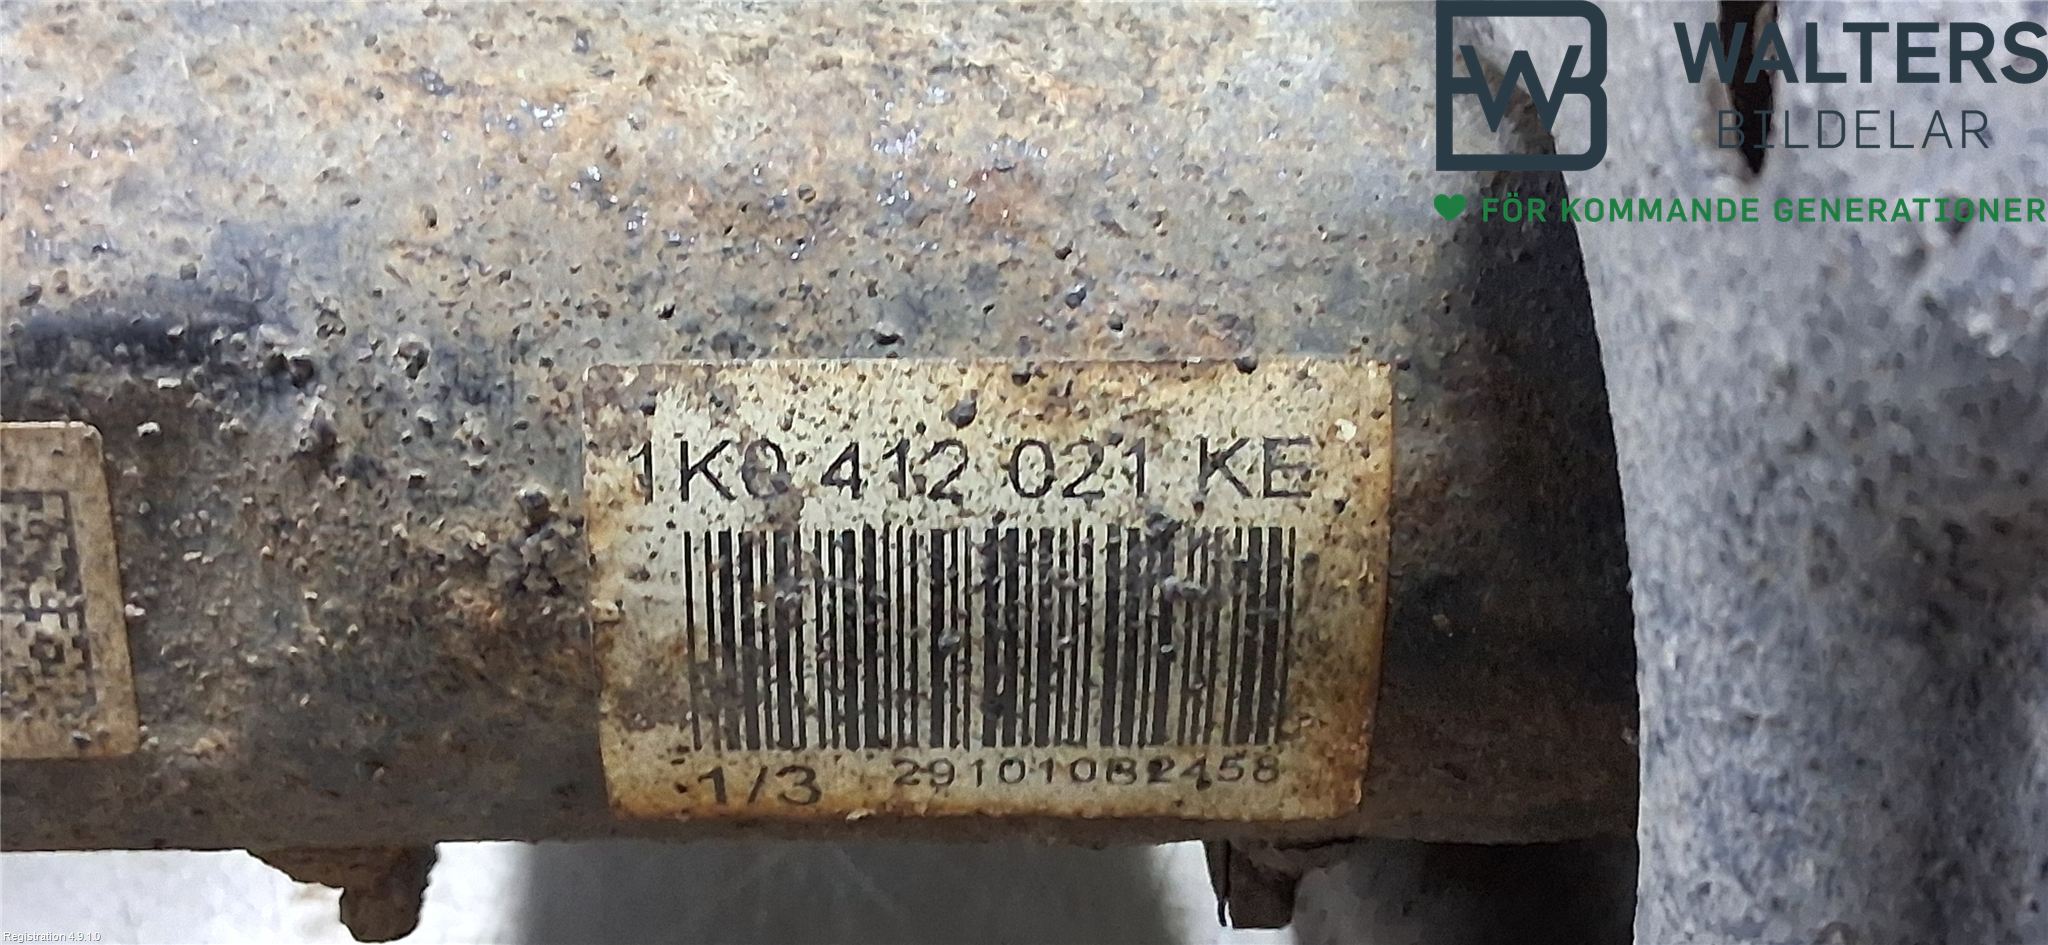 WALTERS
BILDELAR
FÖR KOMMANDE GENERATIONER
1K0 412 021 KE
1/3 29101082458
Registration 4.9.1.0